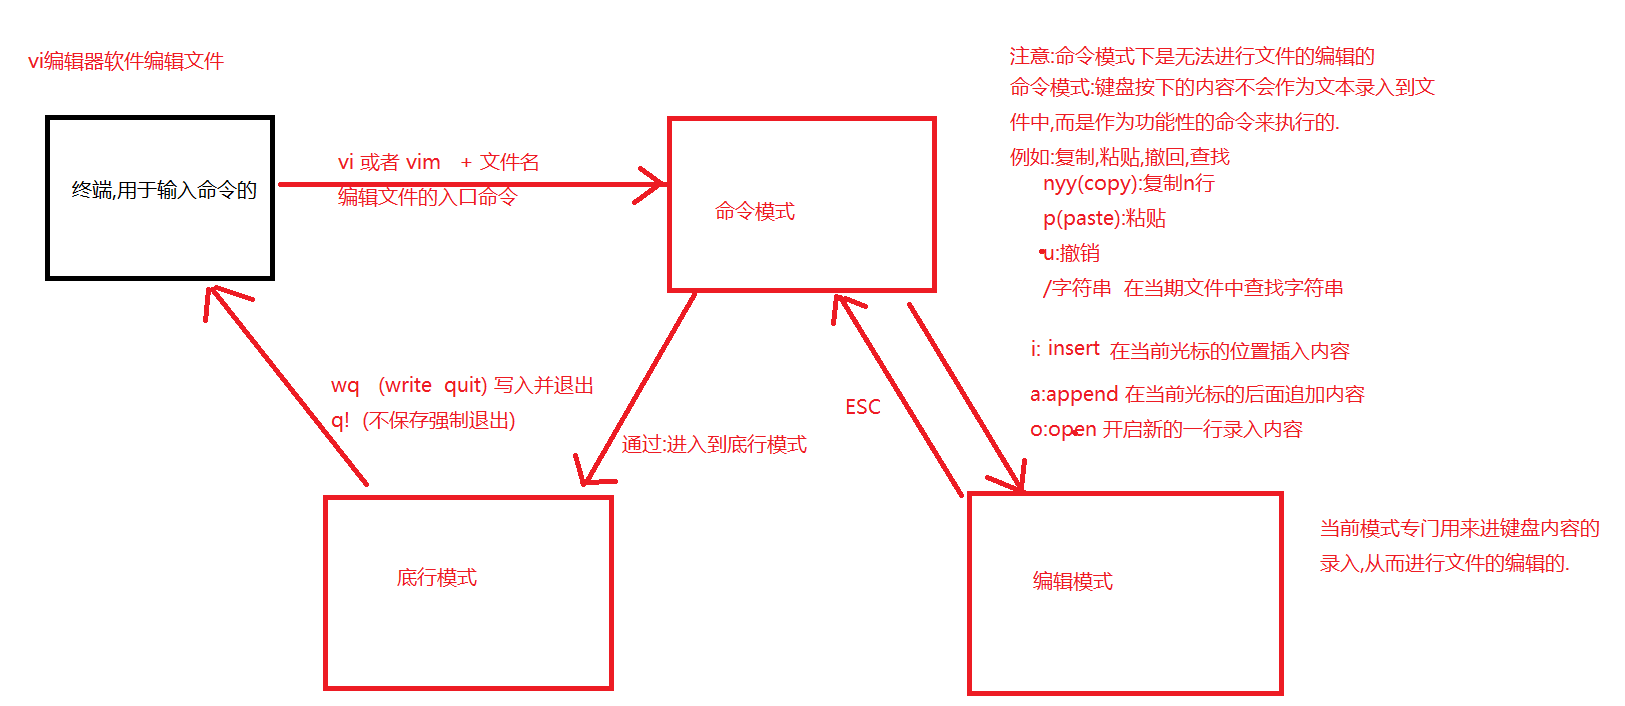 vi编辑器软件编辑文件
终端,用于输入命令的
vi 或者 vim + 文件名
编辑文件的入口命令
命令模式
注意:命令模式下是无法进行文件的编辑的
命令模式:键盘按下的内容不会作为文本录入到文
件中,而是作为功能性的命令来执行的.
例如:复制,粘贴,撤回,查找
nyy(copy):复制n行
p(paste):粘贴
u:撤销
/字符串 在当期文件中查找字符串
i: insert 在当前光标的位置插入内容
a:append 在当前光标的后面追加内容
o:open 开启新的一行录入内容
wq (write quit) 写入并退出
q! (不保存强制退出)
通过:进入到底行模式
ESC
底行模式
编辑模式
当前模式专门用来进键盘内容的
录入,从而进行文件的编辑的.